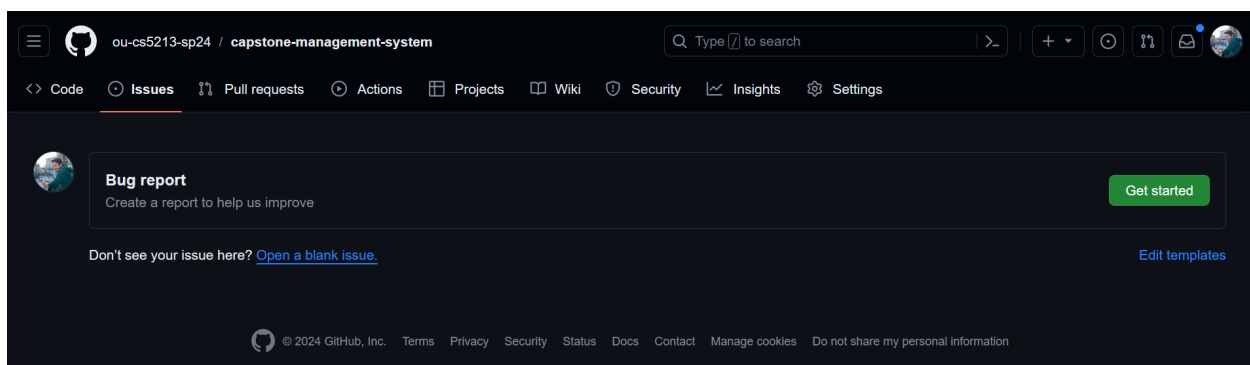 ou-cs5213-sp24 / capstone-management-system
Type / to search
Code Issues Pull requests Actions Projects Wiki Security Insights Settings
Bug report
Create a report to help us improve
Get started
Don't see your issue here? Open a blank issue.
Edit templates
© 2024 GitHub, Inc. Terms Privacy Security Status Docs Contact Manage cookies Do not share my personal information